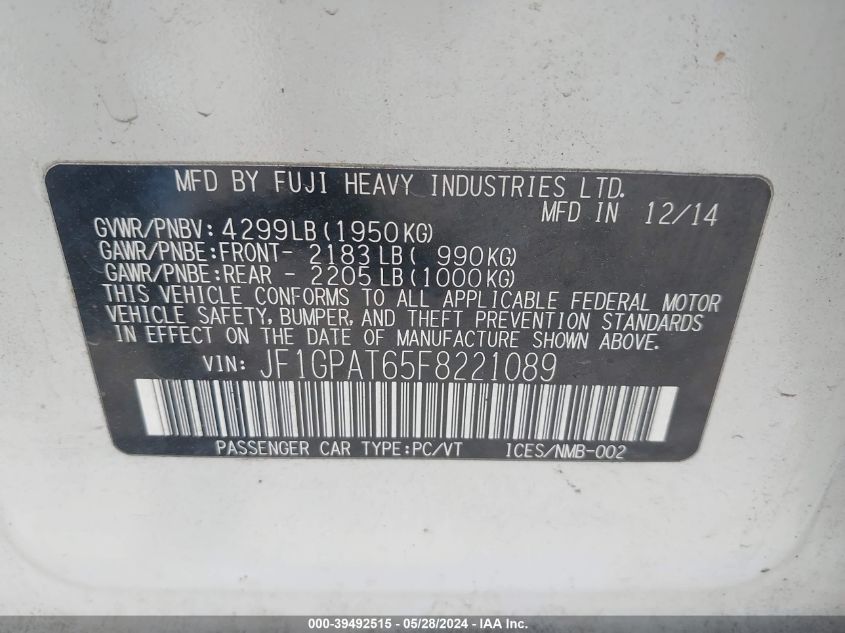 MFD BY FUJI HEAVY INDUSTRIES LTD.
MFD IN 12/14
GVWR/PNBV: 4299LB(1950KG)
GAWR/PNBE:FRONT- 2183LB( 990KG)
GAWR/PNBE:REAR - 2205LB(1000KG)
THIS VEHICLE CONFORMS TO ALL APPLICABLE FEDERAL MOTOR
VEHICLE SAFETY, BUMPER, AND THEFT PREVENTION STANDARDS
IN EFFECT ON THE DATE OF MANUFACTURE SHOWN ABOVE.
VIN: JF1GPAT65F8221089
PASSENGER CAR TYPE:PC/VT ICES/NMB-002
000-39492515 - 05/28/2024 - IAA Inc.